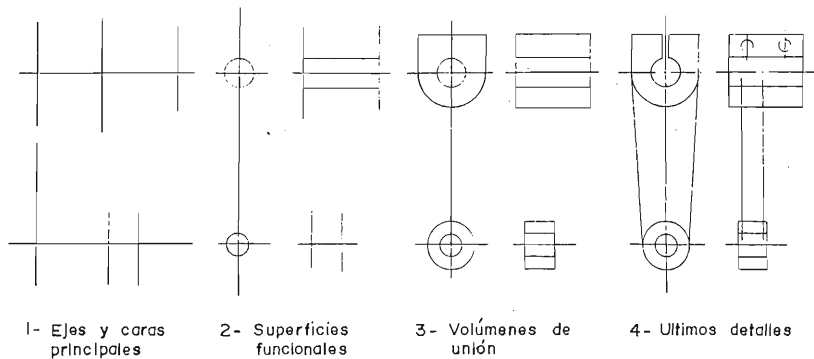 1- Ejes y caras
principales
2- Superficies
funcionales
3- Volúmenes de
unión
4- Ultimos detalles